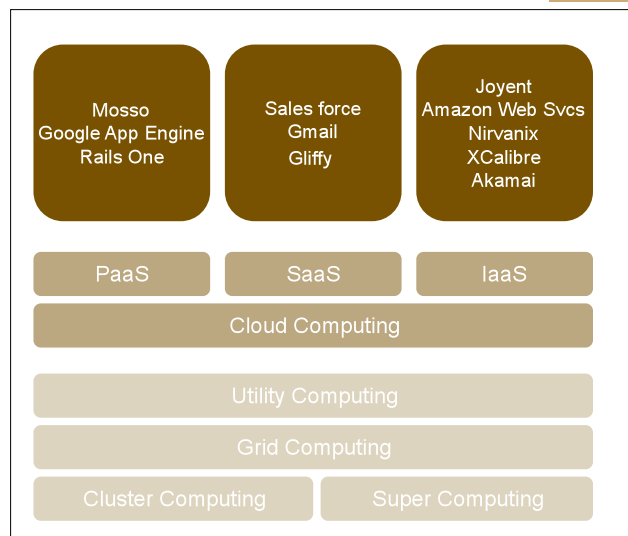 Mosso
Google App Engine
Rails One
Sales force
Gmail
Gliffy
Joyent
Amazon Web Svcs
Nirvanix
XCalibre
Akamai
PaaS
SaaS
IaaS
Cloud Computing
Utility Computing
Grid Computing
Cluster Computing
Super Computing